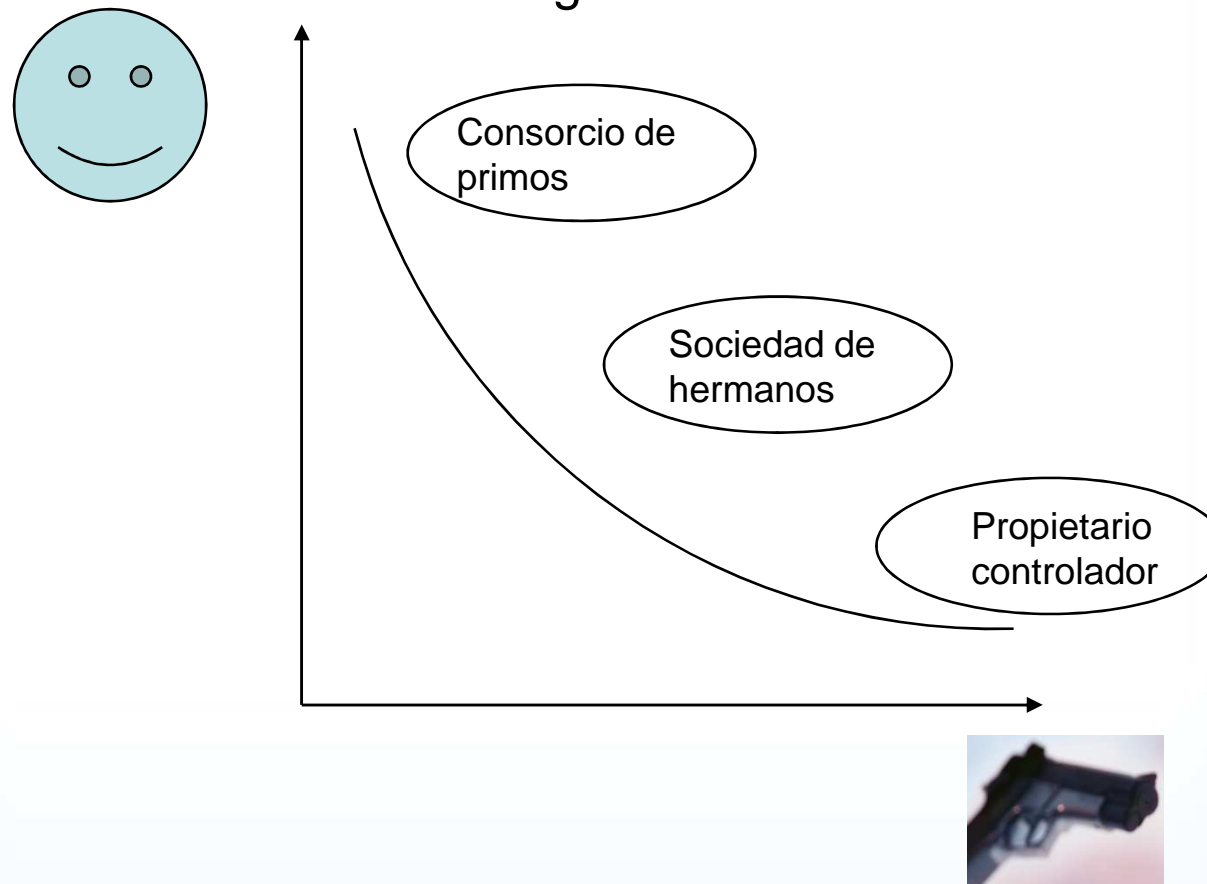 Consorcio de
primos
Sociedad de
hermanos
Propietario
controlador